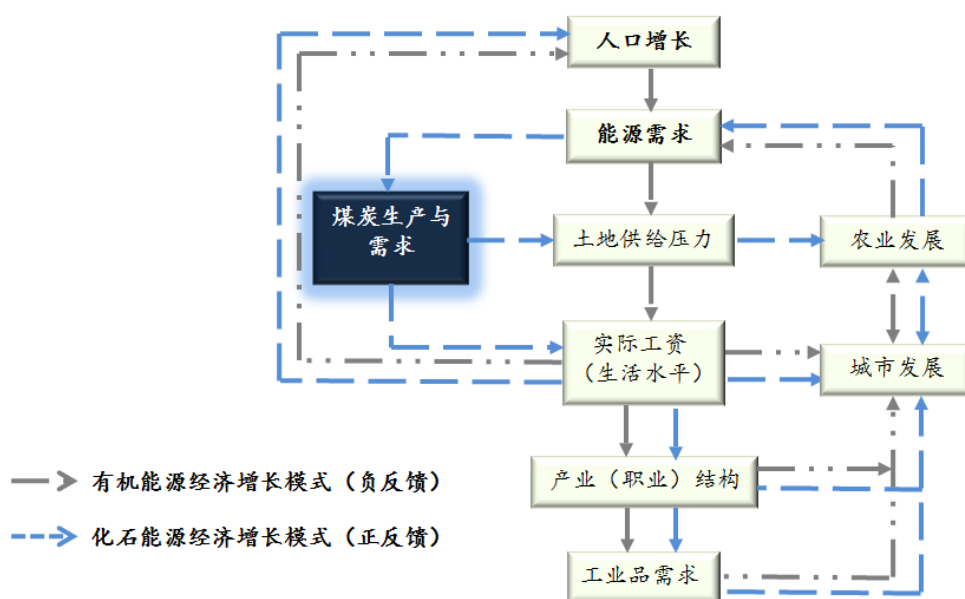 人口增长
能源需求
煤炭生产与
需求
土地供给压力
农业发展
实际工资
（生活水平）
城市发展
产业（职业）结构
有机能源经济增长模式（负反馈）
化石能源经济增长模式（正反馈）
工业品需求